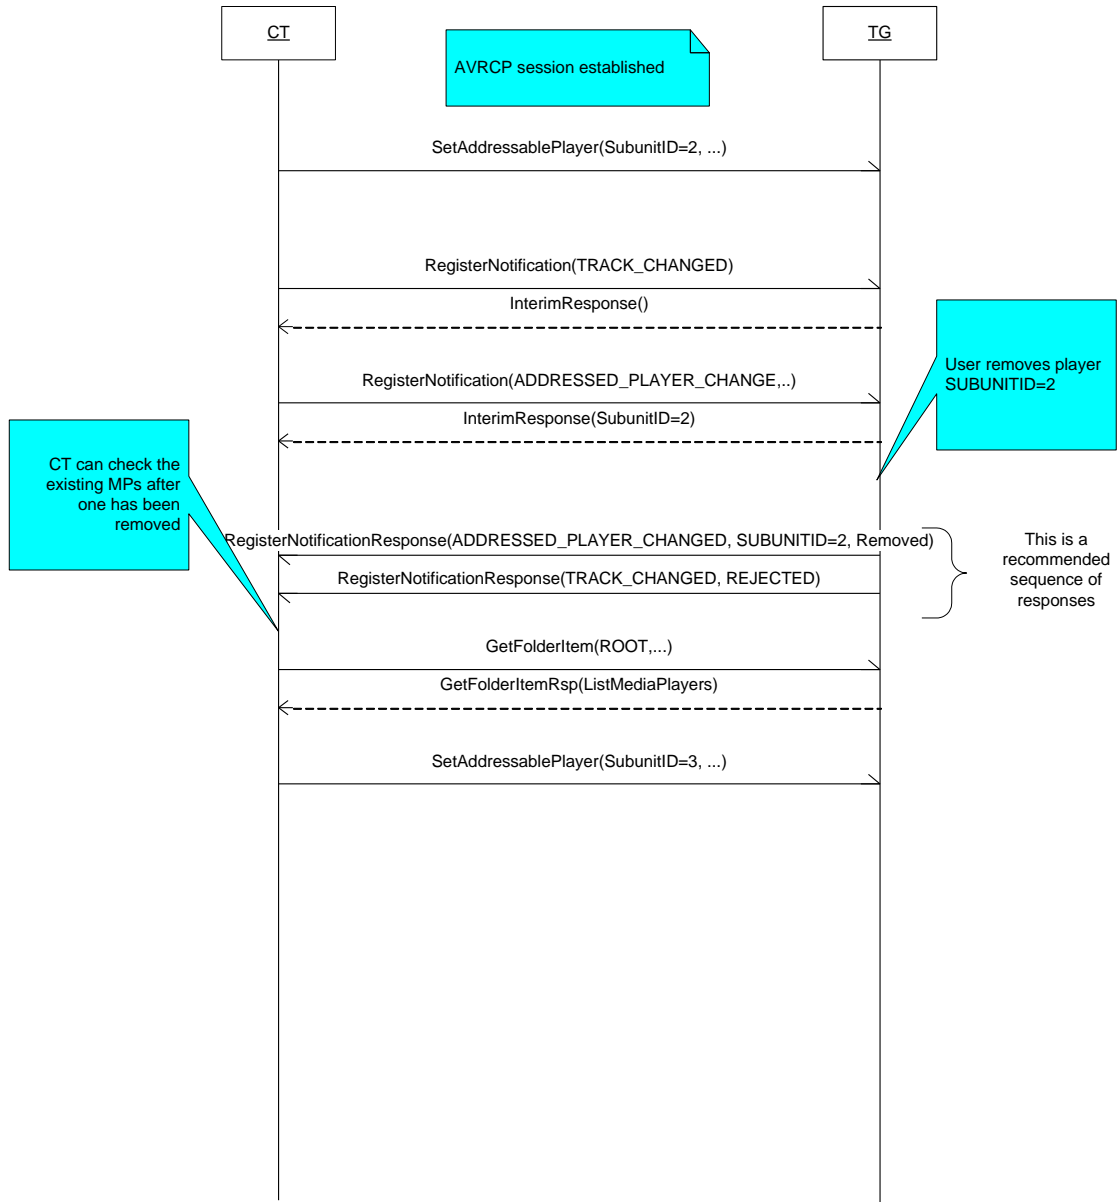 CT
TG
AVRCP session established
SetAddressablePlayer(SubunitID=2, ...)
RegisterNotification(TRACK_CHANGED)
InterimResponse()
User removes player
SUBUNITID=2
RegisterNotification(ADDRESSED_PLAYER_CHANGE,..)
InterimResponse(SubunitID=2)
CT can check the
existing MPs after
one has been
removed
RegisterNotificationResponse(ADDRESSED_PLAYER_CHANGED, SUBUNITID=2, Removed)
RegisterNotificationResponse(TRACK_CHANGED, REJECTED)
This is a
recommended
sequence of
responses
GetFolderItem(ROOT,...)
GetFolderItemRsp(ListMediaPlayers)
SetAddressablePlayer(SubunitID=3, ...)